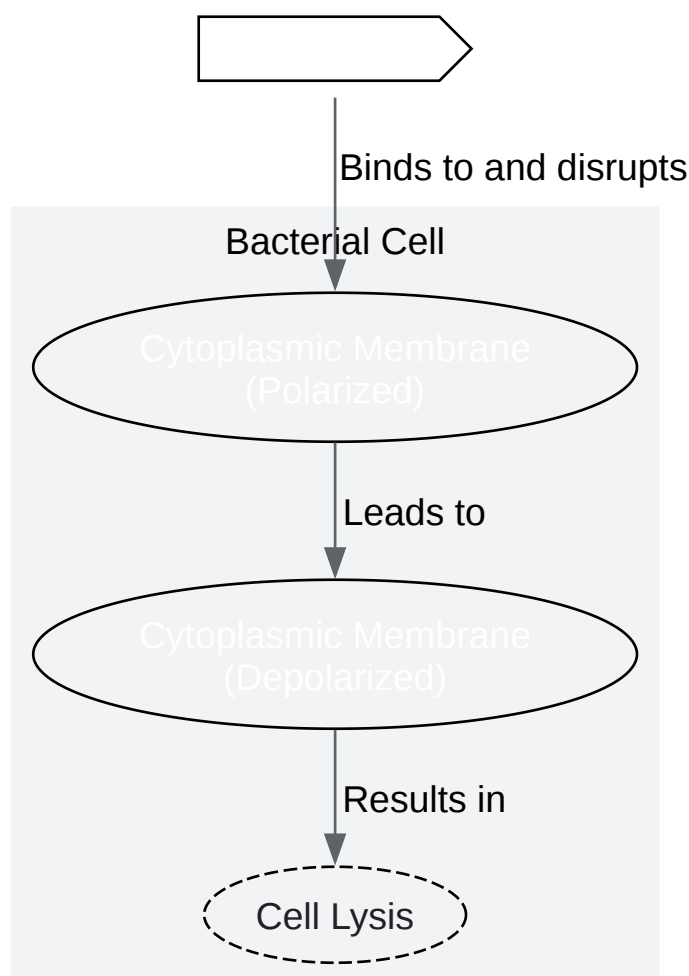 Binds to and disrupts
Bacterial Cell
Cytoplasmic Membrane
(Polarized)
Leads to
Cytoplasmic Membrane
(Depolarized)
Results in
Cell Lysis